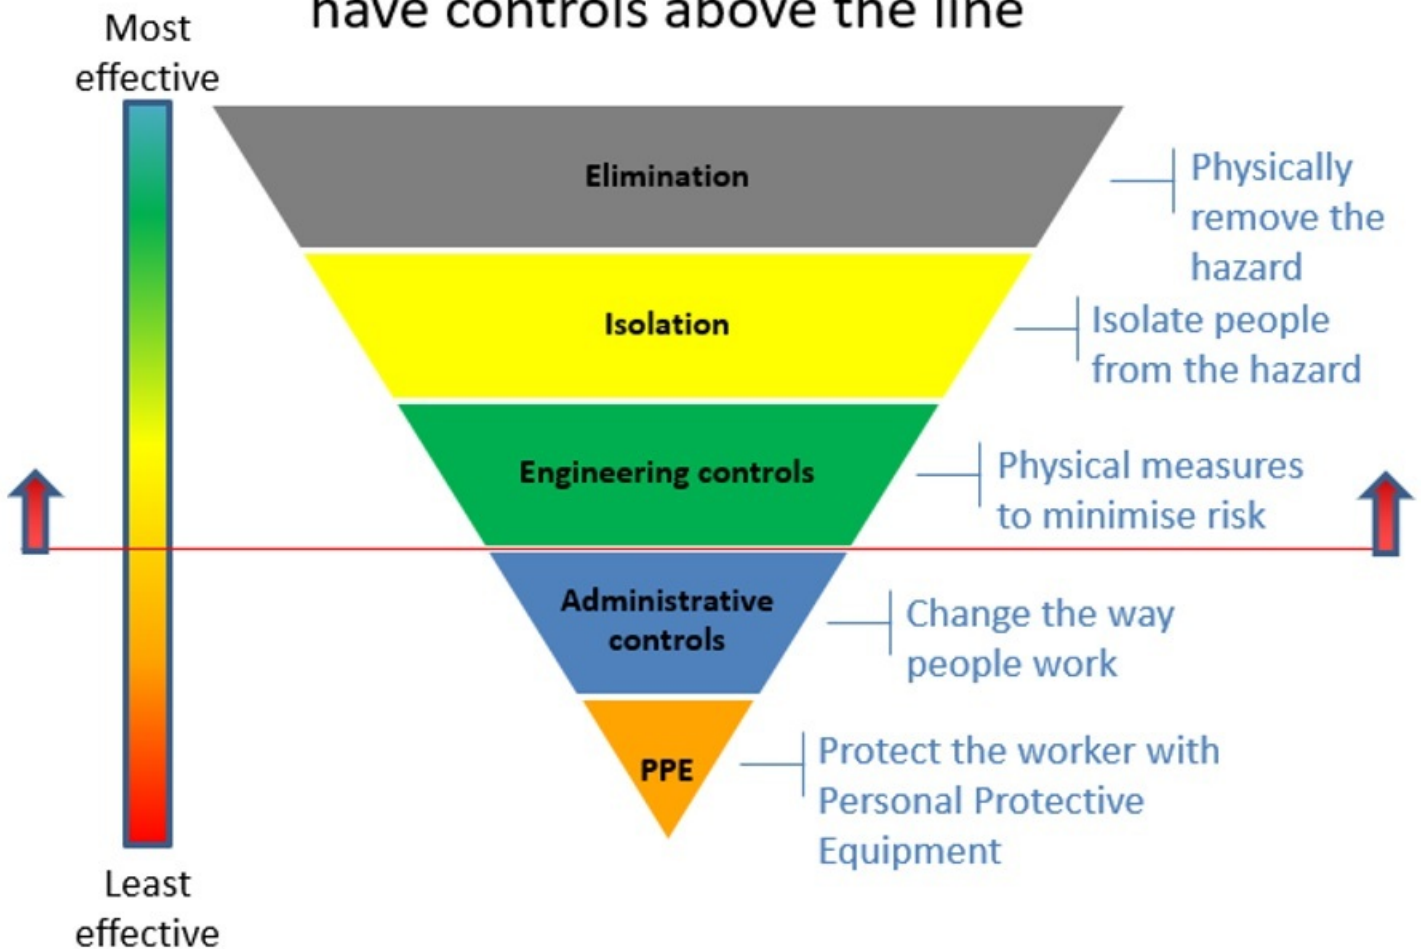 have controls above the line
Most
effective
Elimination
Physically
remove the
hazard
Isolation
Isolate people
from the hazard
Engineering controls
Physical measures
to minimise risk
Administrative
controls
Change the way
people work
PPE
Protect the worker with
Personal Protective
Equipment
Least
effective